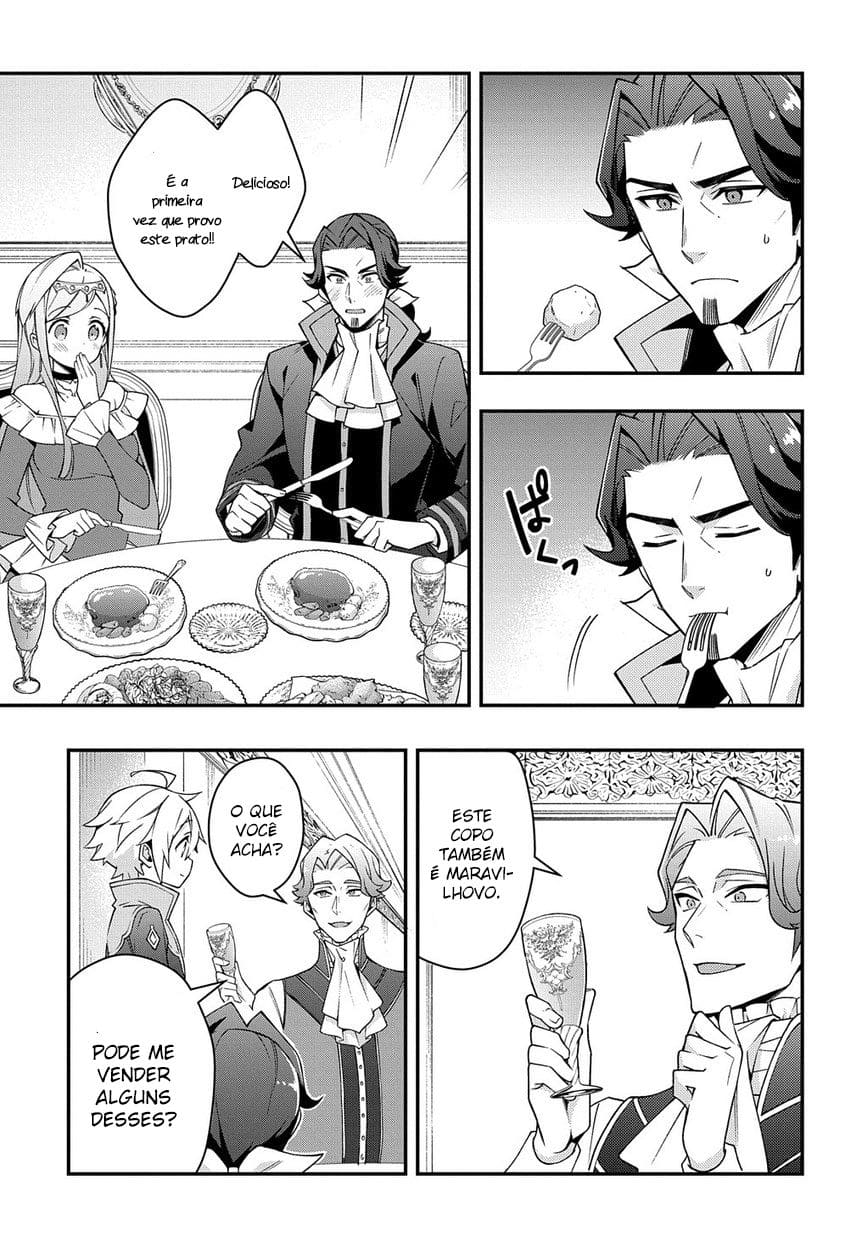 ぱくっ
Delicioso!
É a
primeira
vez que provo
este prato!!
ESTE
COPO
TAMBÉM
É MARAVI-
LHOVO.
O QUE
VOCÊ
ACHA?
PODE ME
VENDER
ALGUNS
DESSES?